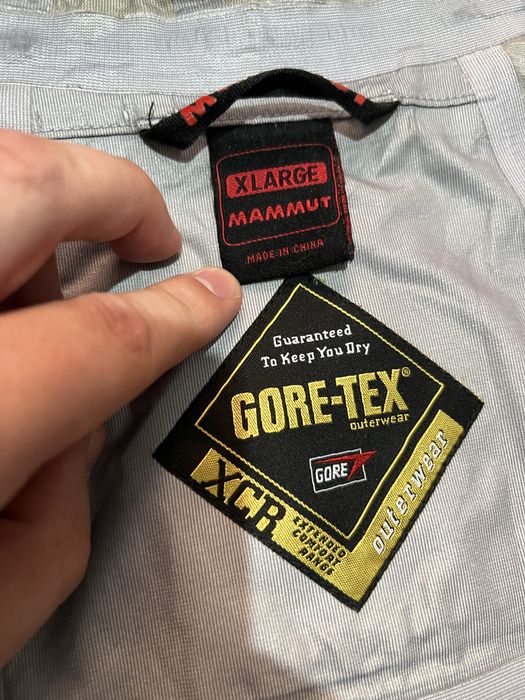 M
XLARGE
MAMMUT
MADE IN CHINA
Guaranteed
To Keep You Dry
GORE-TEX®
outerwear
GORE
XCR
EXTENDED
COMFORT
RANGE
outerwear